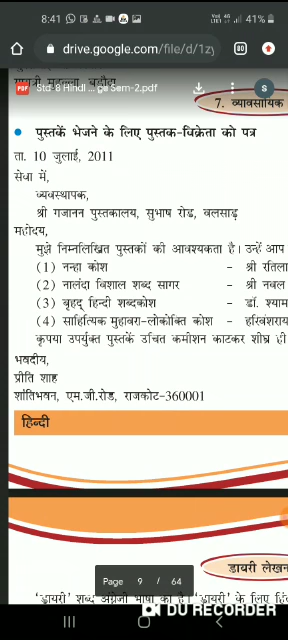 8:41 41%
drive.google.com/file/d/1zy
Std-8 Hindi ... ge Sem-2.pdf
7. व्यावसायिक
• पुस्तकें भेजने के लिए पुस्तक-विक्रेता को पत्र
ता. 10 जुलाई, 2011
सेवा में,
व्यवस्थापक,
श्री गजानन पुस्तकालय, सुभाष रोड, वलसाड़
महोदय,
मुझे निम्नलिखित पुस्तकों की आवश्यकता है। उन्हें आप
(1) नन्हा कोश - श्री रतिला
(2) नालंदा विशाल शब्द सागर - श्री नवल
(3) बृहद् हिन्दी शब्दकोश - डॉ. श्याम
(4) साहित्यिक मुहावरा-लोकोक्ति कोश - हरिवंशराय
कृपया उपर्युक्त पुस्तकें उचित कमीशन काटकर शीघ्र ही
भवदीय,
प्रीति शाह
शांतिभवन, एम.जी.रोड, राजकोट-360001
हिन्दी
डायरी लेखन
Page 9 / 64
'डायरी' शब्द अंग्रेजी भाषा का है। 'डायरी' के लिए हिं
DU RECORDER